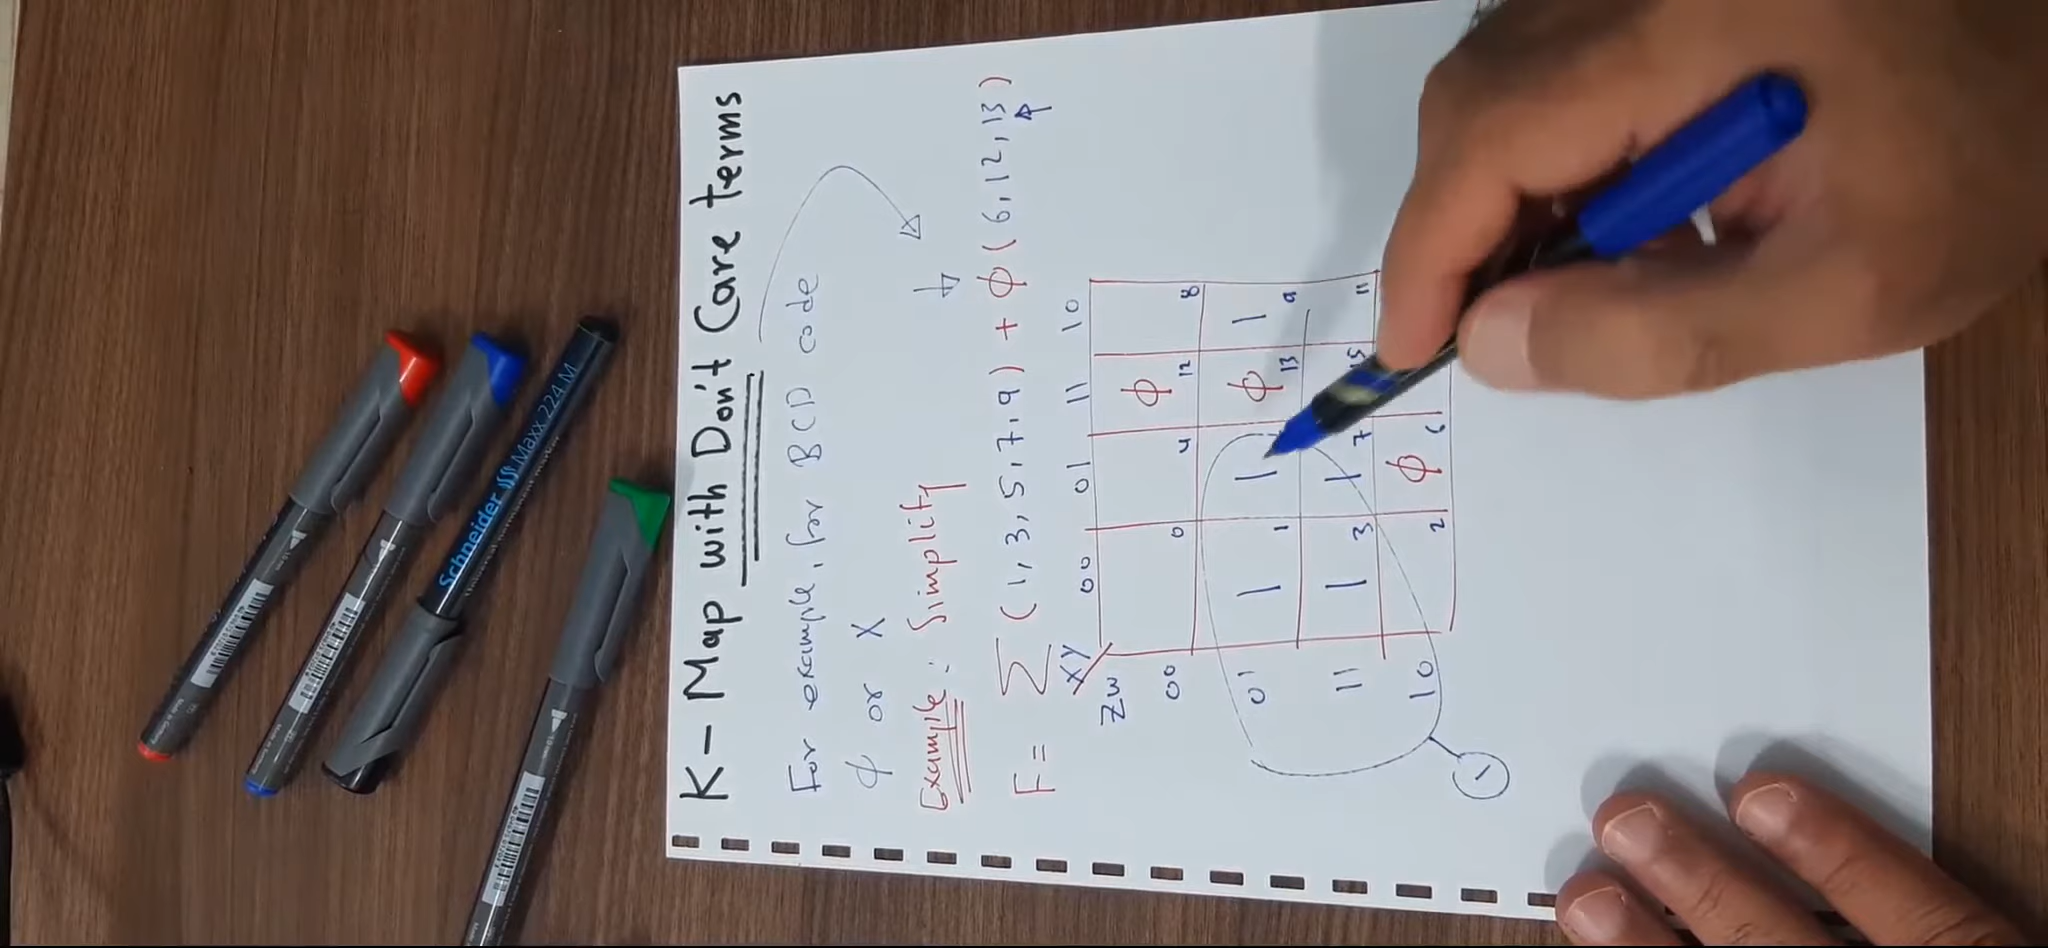 K-Map with Don't Care terms
For example, for BCD code
ϕ or X
Example: Simplify
F = Σ (1,3,5,7,9) + ϕ (6,12,13)
XY 00 01 11 10
ZW
00 0 4 ϕ 12 8
01 1 1 1 ϕ 13 1 9
11 1 3 1 7 15 11
10 2 ϕ 6
1
Schneider Maxx 224 M